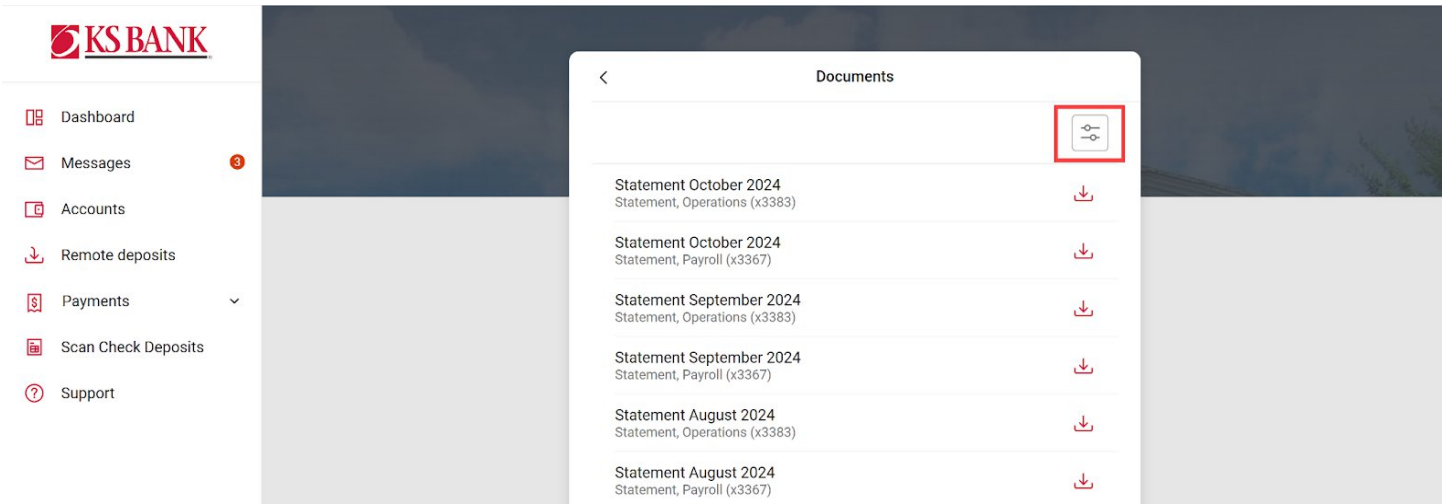 KS BANK
Dashboard
Messages
3
Accounts
Remote deposits
Payments
Scan Check Deposits
Support
Documents
Statement October 2024
Statement, Operations (x3383)
Statement October 2024
Statement, Payroll (x3367)
Statement September 2024
Statement, Operations (x3383)
Statement September 2024
Statement, Payroll (x3367)
Statement August 2024
Statement, Operations (x3383)
Statement August 2024
Statement, Payroll (x3367)